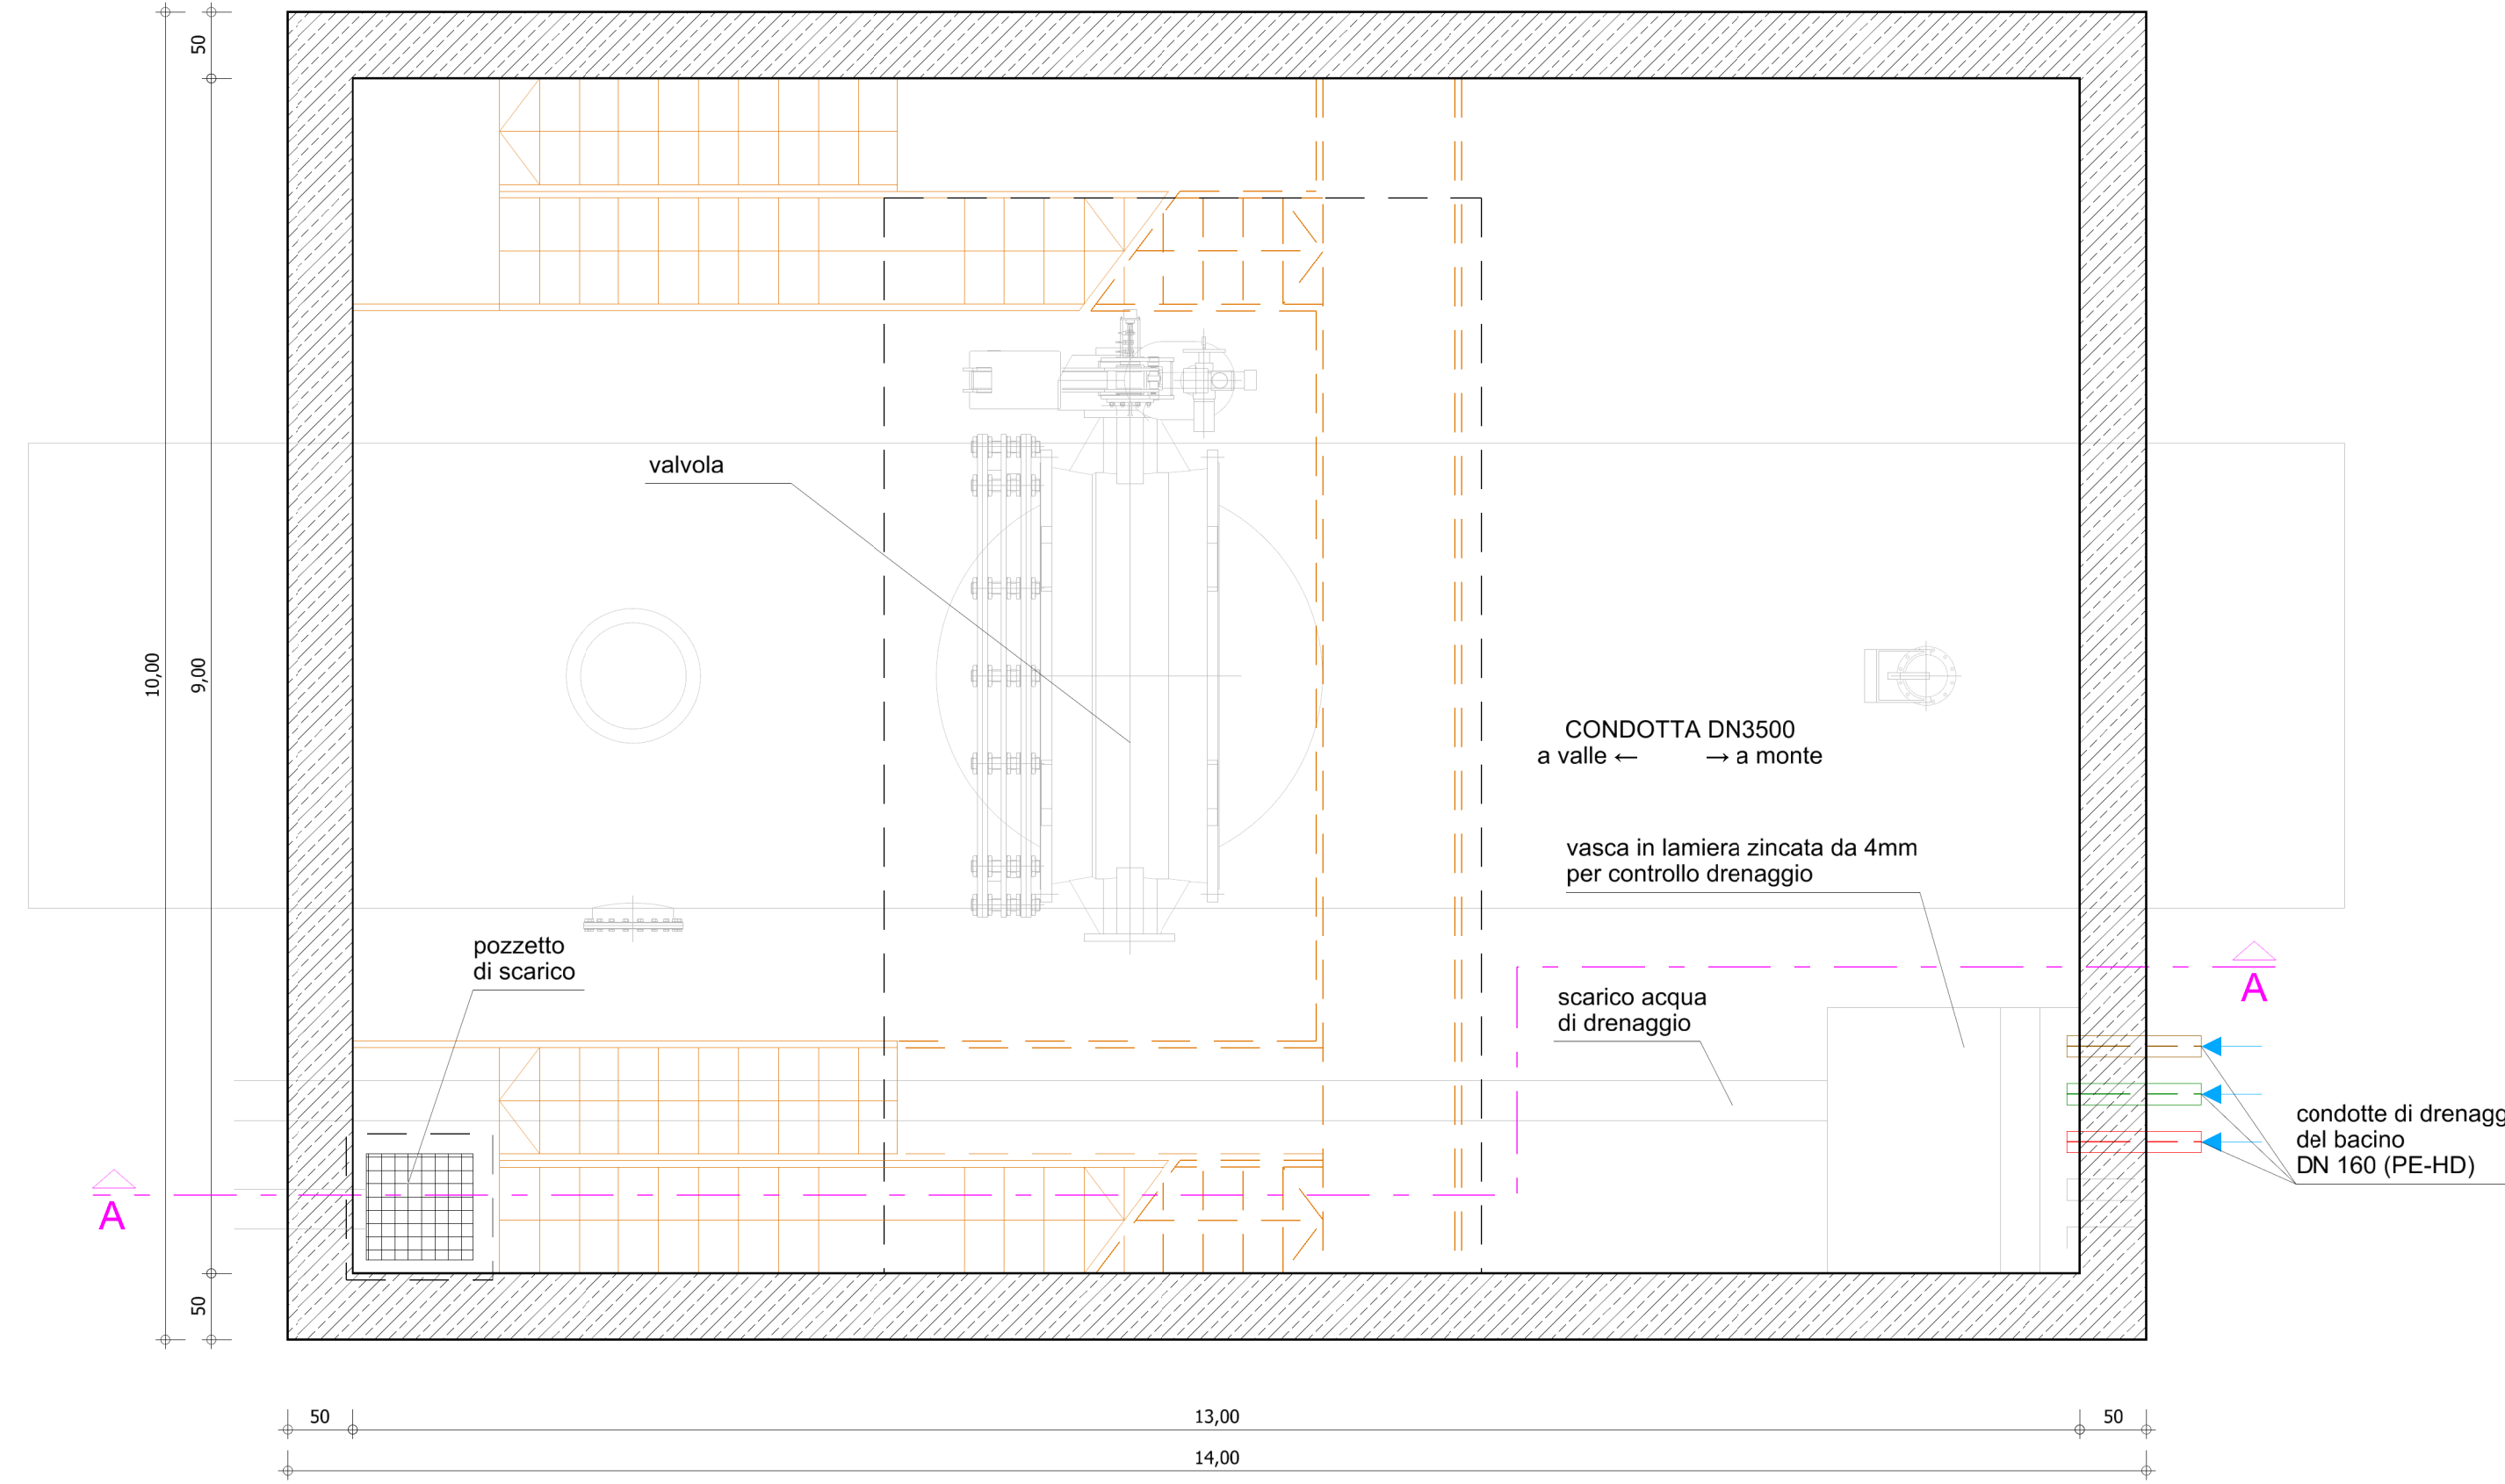 50
10,00
9,00
50
valvola
CONDOTTA DN3500
a valle ← → a monte
vasca in lamiera zincata da 4mm
per controllo drenaggio
pozzetto
di scarico
A
scarico acqua
di drenaggio
condotte di drenagg
del bacino
DN 160 (PE-HD)
A
50
13,00
50
14,00